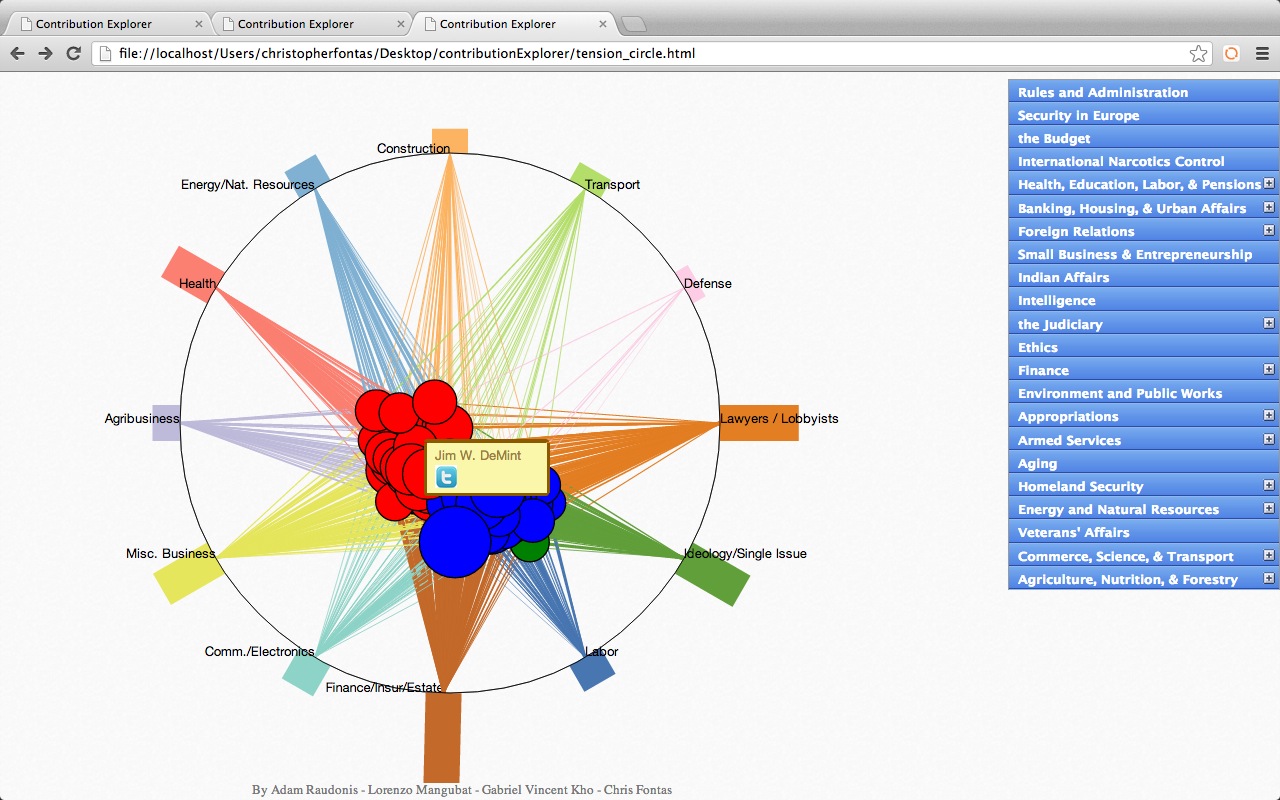 Contribution Explorer
Contribution Explorer
Contribution Explorer
file://localhost/Users/christopherfontas/Desktop/contributionExplorer/tension_circle.html
Construction
Energy/Nat. Resources
Transport
Health
Defense
Agribusiness
Lawyers / Lobbyists
Jim W. DeMint
Misc. Business
Ideology/Single Issue
Comm./Electronics
Labor
Finance/Insur/Estate
By Adam Raudonis - Lorenzo Mangubat - Gabriel Vincent Kho - Chris Fontas
Rules and Administration
Security in Europe
the Budget
International Narcotics Control
Health, Education, Labor, & Pensions
Banking, Housing, & Urban Affairs
Foreign Relations
Small Business & Entrepreneurship
Indian Affairs
Intelligence
the Judiciary
Ethics
Finance
Environment and Public Works
Appropriations
Armed Services
Aging
Homeland Security
Energy and Natural Resources
Veterans' Affairs
Commerce, Science, & Transport
Agriculture, Nutrition, & Forestry